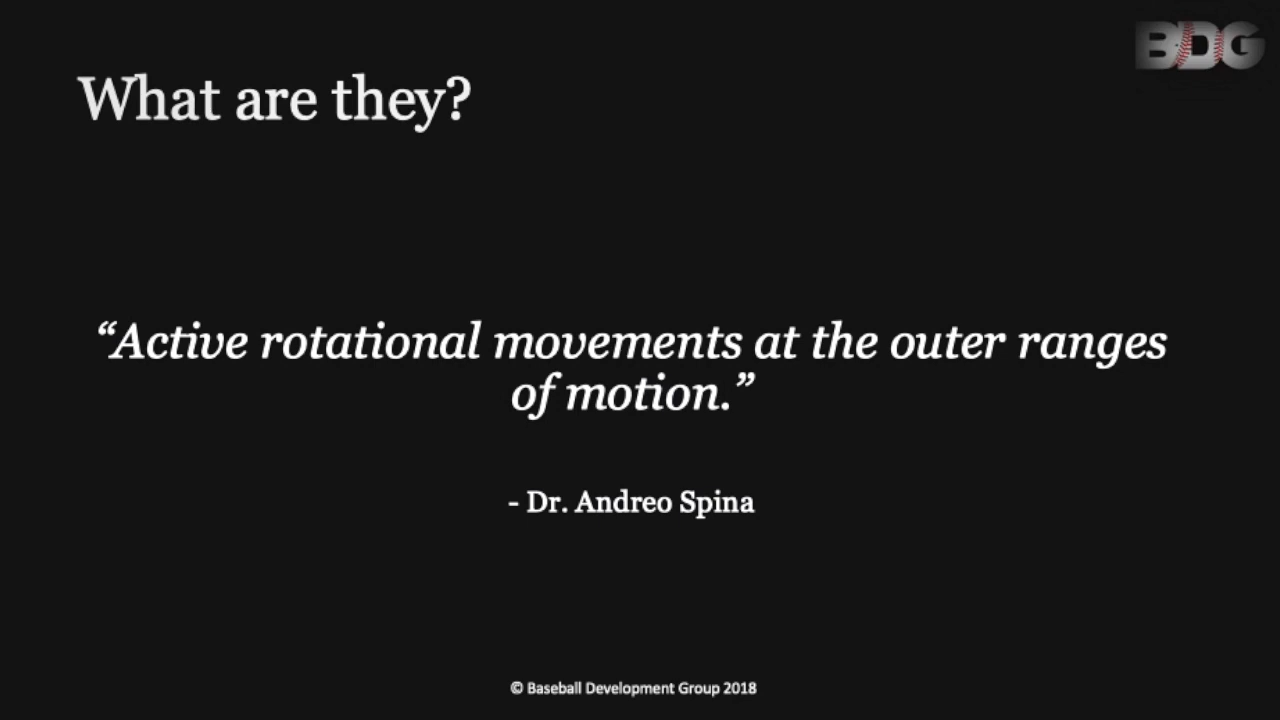 BDG
What are they?
“Active rotational movements at the outer ranges
of motion.”
- Dr. Andreo Spina
© Baseball Development Group 2018